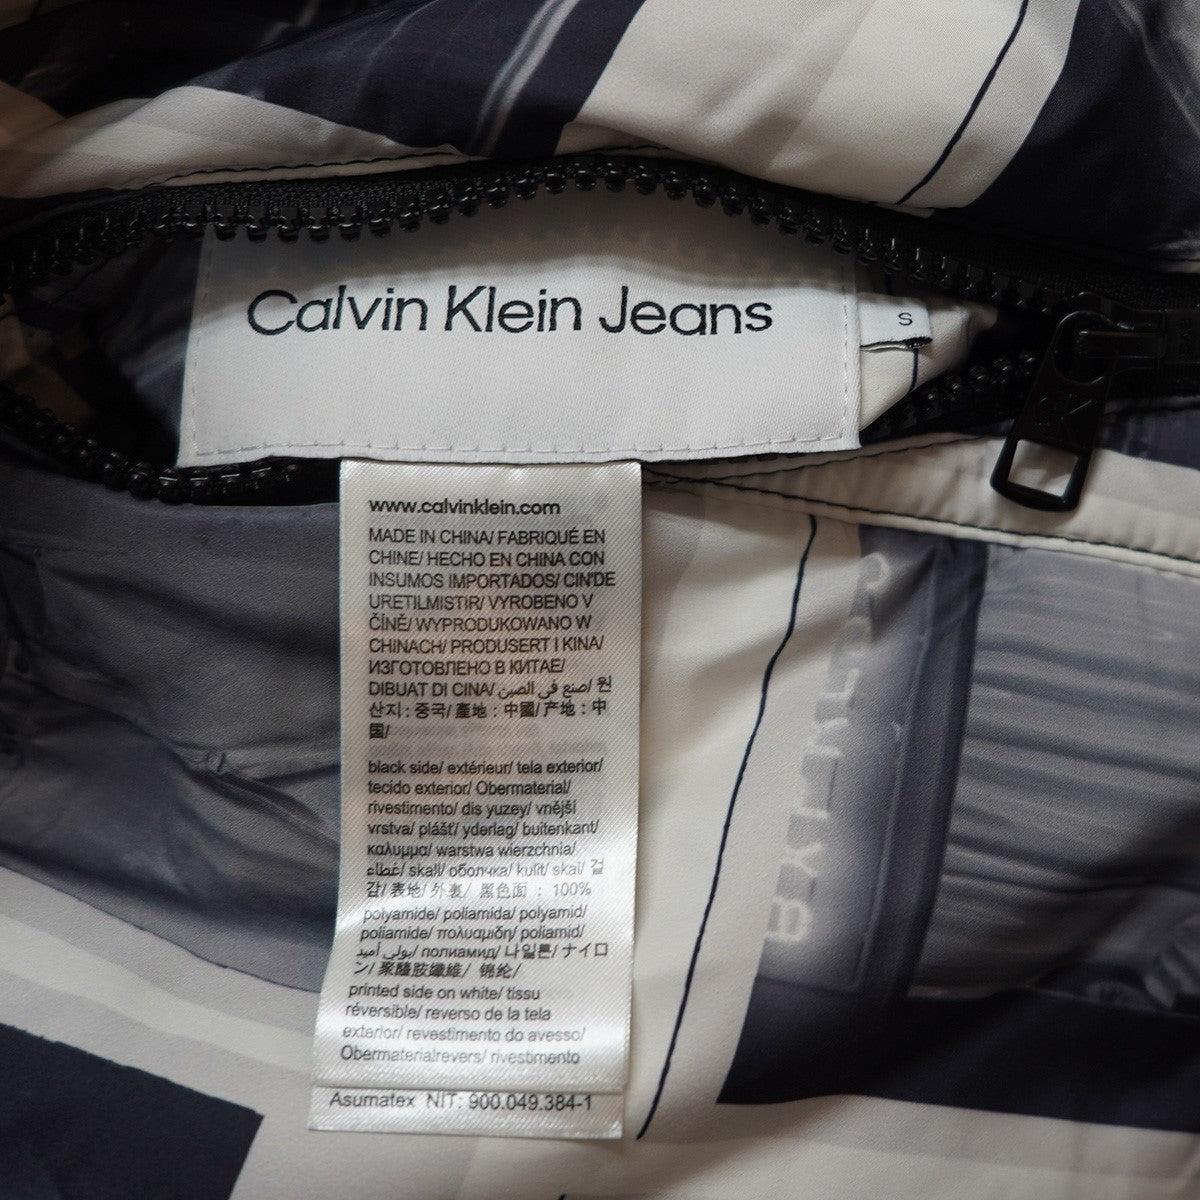 Calvin Klein Jeans
S
www.calvinklein.com
MADE IN CHINA/ FABRIQUÉ EN
CHINE/ HECHO EN CHINA CON
INSUMOS IMPORTADOS/ CIN'DE
URETILMISTIR/ VYROBENO V
ČÍNĚ/ WYPRODUKOWANO W
CHINACH/ PRODUSERT I KINA/
ИЗГОТОВЛЕНО В КИТАЕ/
DIBUAT DI CINA/ صنع في الصين/ 원
산지 : 중국/ 產地 : 中國/ 产地 : 中
国/
black side/ extérieur/ tela exterior/
tecido exterior/ Obermaterial/
rivestimento/ dis yuzey/ vnější
vrstva/ plášť/ yderlag/ buitenkant/
καλυμμα/ warstwa wierzchnia/
غطاء/ skall/ оболчка/ kulit/ skal/ 겉
감/ 表地/ 外表/ 黑色面 : 100%
polyamide/ poliamida/ polyamid/
poliamide/ πολυαμιδη/ poliamid/
بولي أميد/ полиамид/ 나일론/ ナイロ
ン/ 聚醯胺纖維/ 锦纶/
printed side on white/ tissu
réversible/ reverso de la tela
exterior/ revestimento do avesso/
Obermaterialrevers/ rivestimento
Asumatex NIT: 900.049.384-1